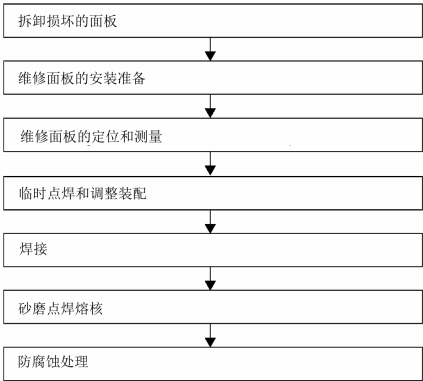 拆卸损坏的面板
维修面板的安装准备
维修面板的定位和测量
临时点焊和调整装配
焊接
砂磨点焊熔核
防腐蚀处理